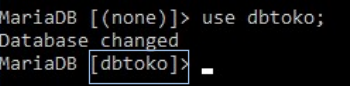 MariaDB [(none)]> use dbtoko;
Database changed
MariaDB [dbtoko]> _